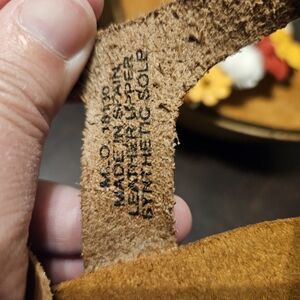 MADE IN SPAIN
LEATHER UPPER
SYNTHETIC SOLE